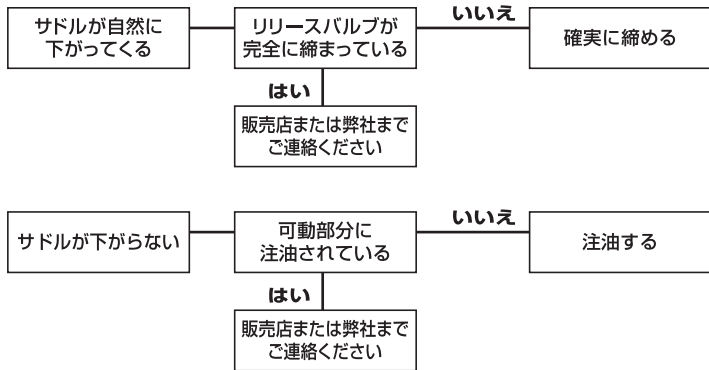 サドルが自然に
下がってくる
リリースバルブが
完全に締まっている
いいえ
確実に締める
はい
販売店または弊社まで
ご連絡ください
サドルが下がらない
可動部分に
注油されている
いいえ
注油する
はい
販売店または弊社まで
ご連絡ください